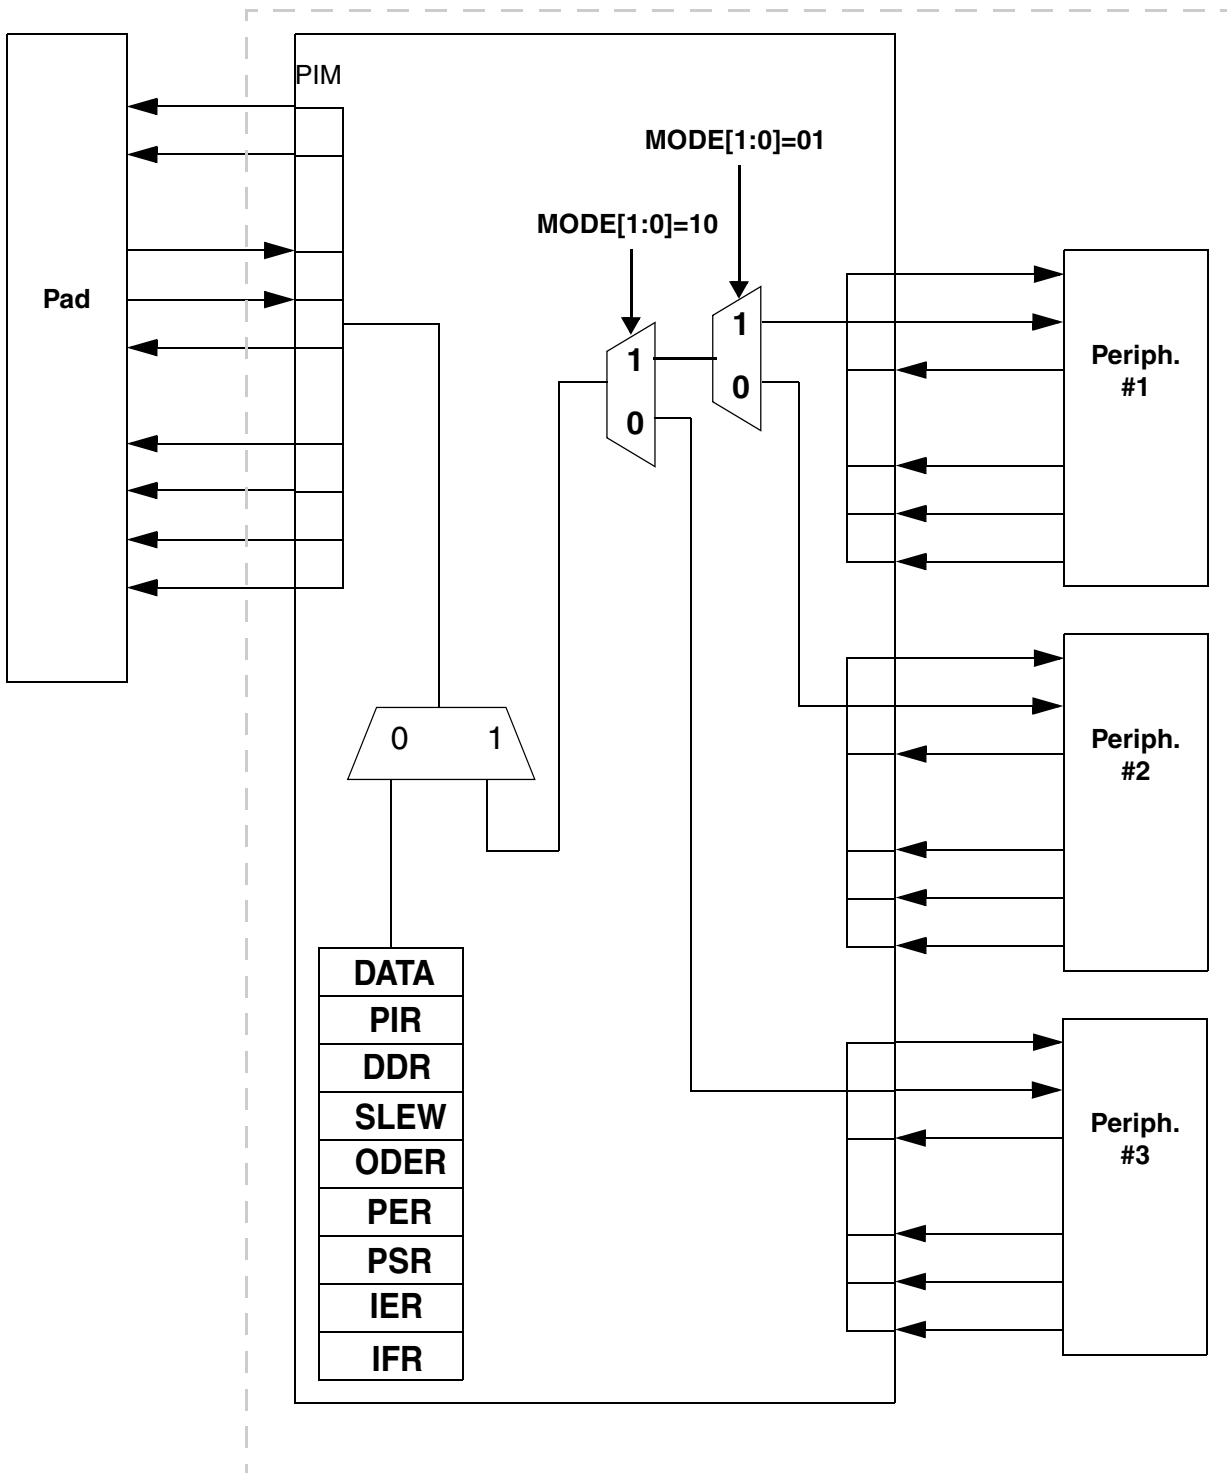 PIM
MODE[1:0]=01
MODE[1:0]=10
Pad
1
0
1
0
Periph.
#1
0 1
Periph.
#2
DATA
PIR
DDR
SLEW
ODER
PER
PSR
IER
IFR
Periph.
#3